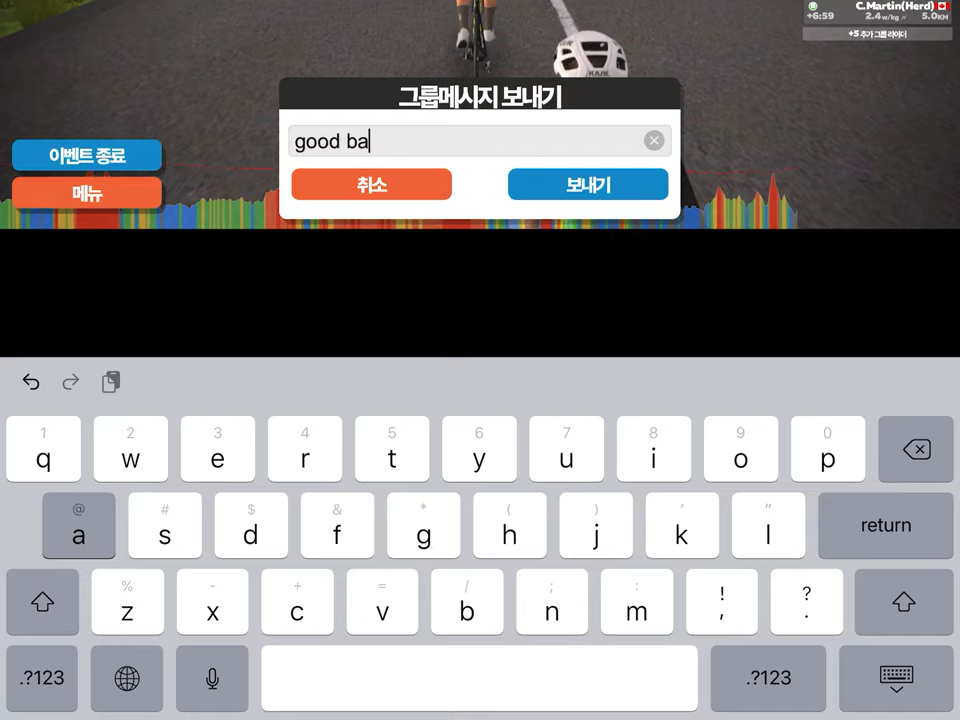 C.Martin(Herd)
+6:59 2.4w/kg 5.0KM
+5 추가 그룹 라이더
KASK
그룹메시지 보내기
good ba
취소 보내기
이벤트 종료
메뉴
1 2 3 4 5 6 7 8 9 0
q w e r t y u i o p
@ # $ & * ( ) ' "
a s d f g h j k l return
% - + = / ; : ! ?
z x c v b n m , .
.?123 .?123